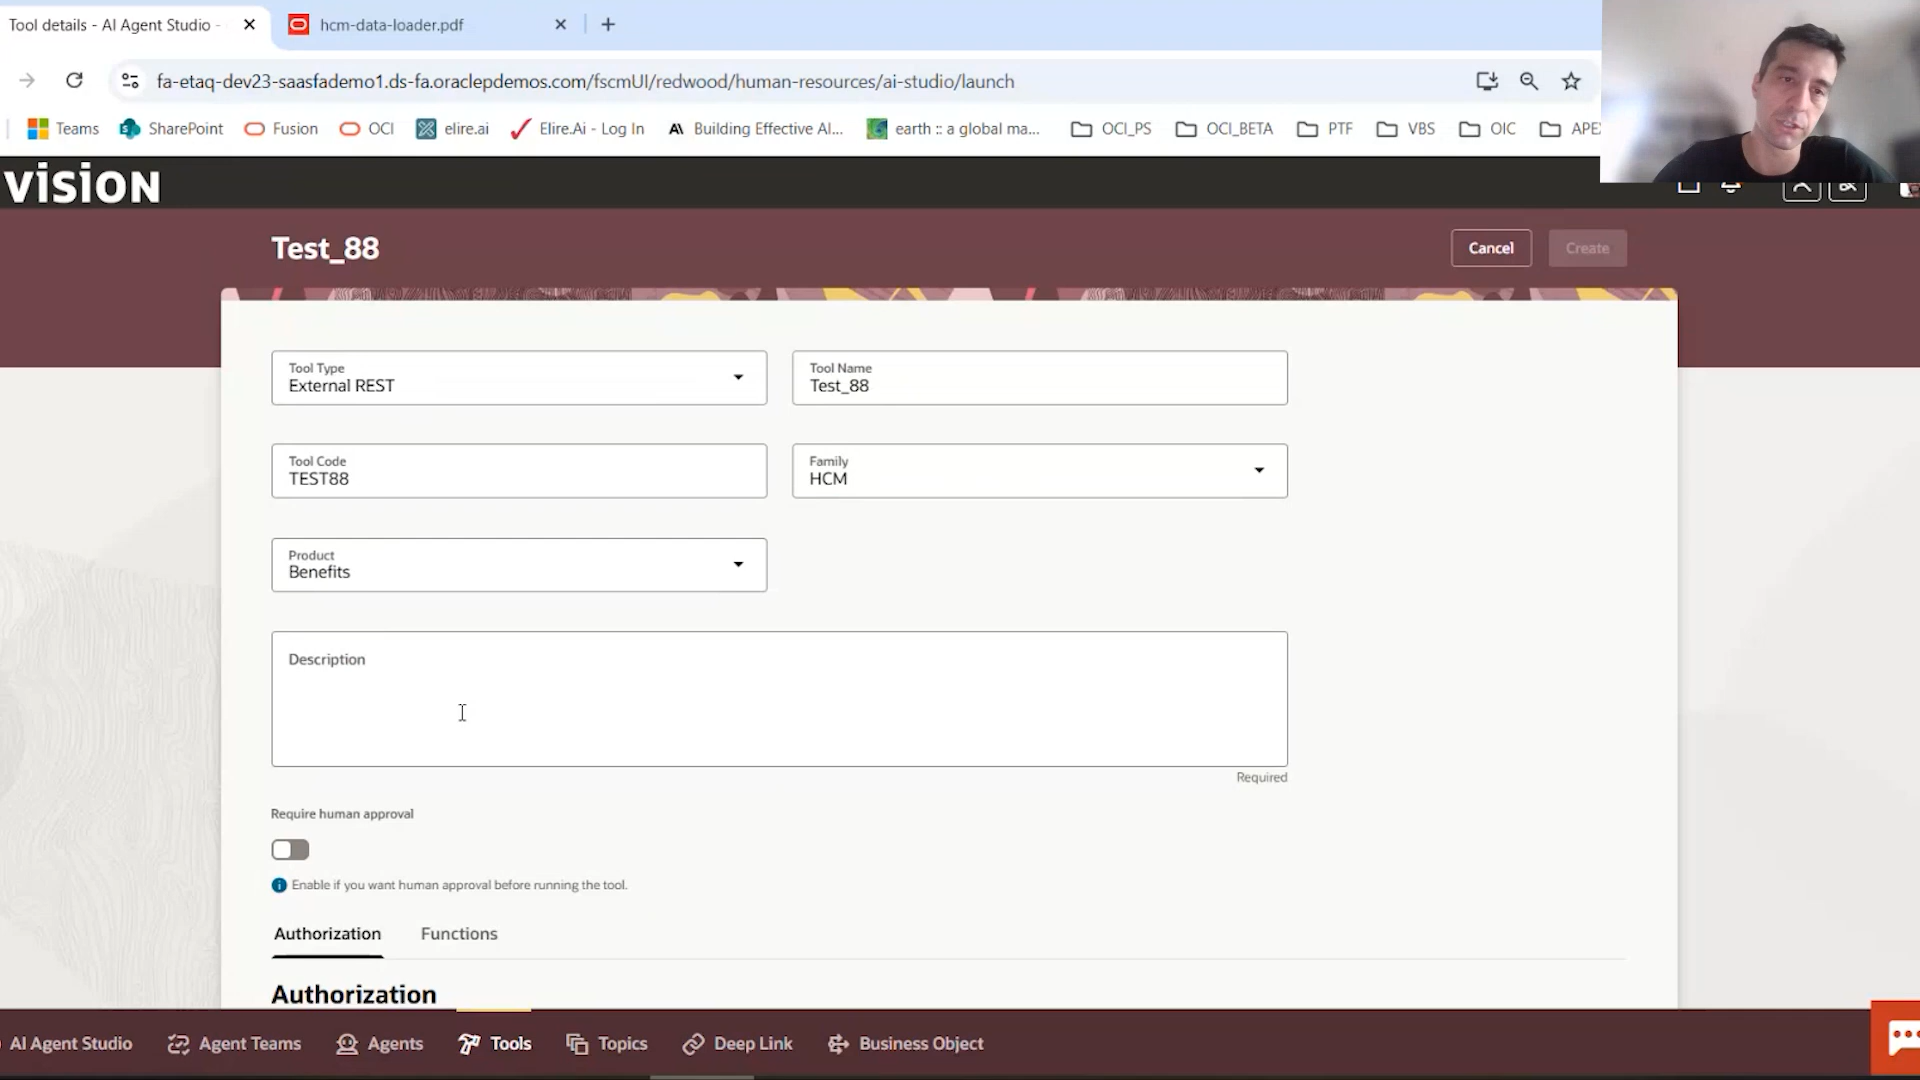 Tool details - AI Agent Studio -
hcm-data-loader.pdf
fa-etaq-dev23-saasfademo1.ds-fa.oraclepdemos.com/fscmUI/redwood/human-resources/ai-studio/launch
Teams
SharePoint
Fusion
OCI
elire.ai
Elire.Ai - Log In
Building Effective AI...
earth :: a global ma...
OCI_PS
OCI_BETA
PTF
VBS
OIC
APEX
VISION
Test_88
Cancel
Create
Tool Type
External REST
Tool Name
Test_88
Tool Code
TEST88
Family
HCM
Product
Benefits
Description
Required
Require human approval
Enable if you want human approval before running the tool.
Authorization
Functions
Authorization
AI Agent Studio
Agent Teams
Agents
Tools
Topics
Deep Link
Business Object